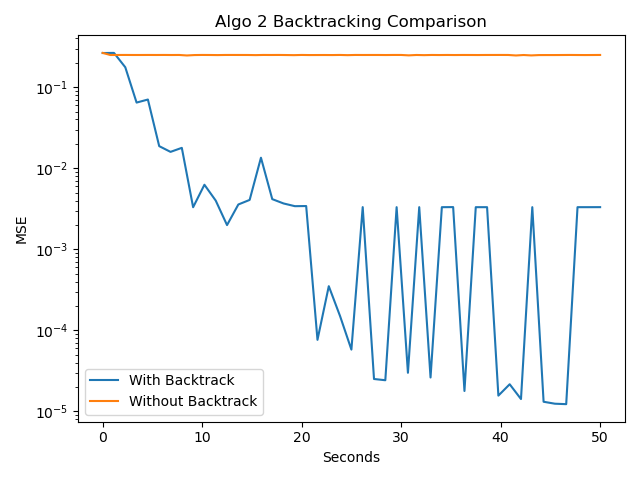 Algo 2 Backtracking Comparison
10⁻¹
10⁻²
10⁻³
10⁻⁴
10⁻⁵
MSE
With Backtrack
Without Backtrack
0 10 20 30 40 50
Seconds